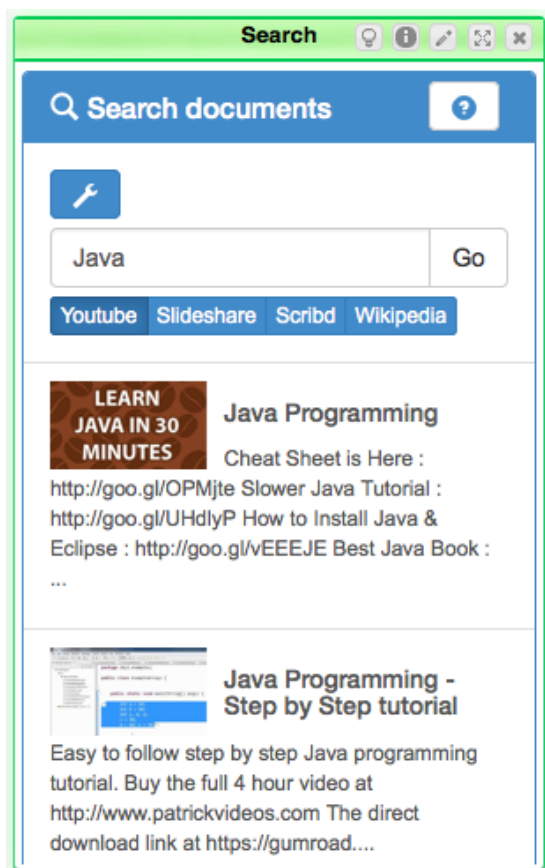 Search
Search documents
Java
Go
Youtube Slideshare Scribd Wikipedia
LEARN
JAVA IN 30
MINUTES
Java Programming
Cheat Sheet is Here :
http://goo.gl/OPMjte Slower Java Tutorial :
http://goo.gl/UHdlyP How to Install Java &
Eclipse : http://goo.gl/vEEEJE Best Java Book :
...
Java Programming -
Step by Step tutorial
Easy to follow step by step Java programming
tutorial. Buy the full 4 hour video at
http://www.patrickvideos.com The direct
download link at https://gumroad....